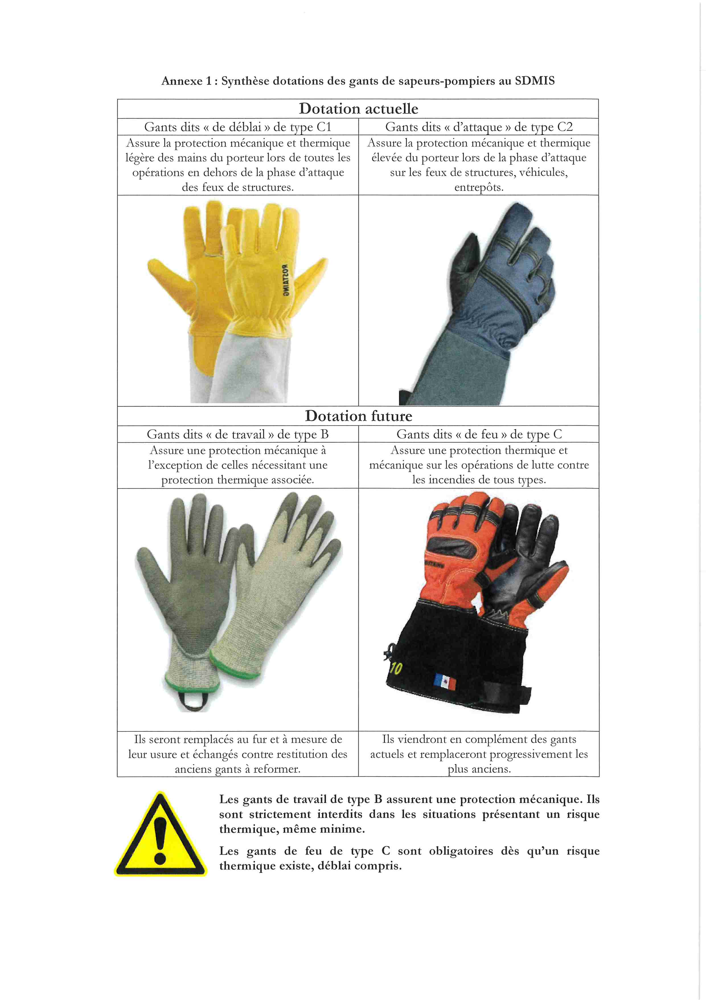 Annexe 1 : Synthèse dotations des gants de sapeurs-pompiers au SDMIS
Dotation actuelle
Gants dits « de déblai » de type C1
Assure la protection mécanique et thermique
légère des mains du porteur lors de toutes les
opérations en dehors de la phase d'attaque
des feux de structures.
Gants dits « d'attaque » de type C2
Assure la protection mécanique et thermique
élevée du porteur lors de la phase d'attaque
sur les feux de structures, véhicules,
entrepôts.
ROSTAING
Dotation future
Gants dits « de travail » de type B
Assure une protection mécanique à
l'exception de celles nécessitant une
protection thermique associée.
Gants dits « de feu » de type C
Assure une protection thermique et
mécanique sur les opérations de lutte contre
les incendies de tous types.
OSTAING
10
Ils seront remplacés au fur et à mesure de
leur usure et échangés contre restitution des
anciens gants à reformer.
Ils viendront en complément des gants
actuels et remplaceront progressivement les
plus anciens.
Les gants de travail de type B assurent une protection mécanique. Ils
sont strictement interdits dans les situations présentant un risque
thermique, même minime.
Les gants de feu de type C sont obligatoires dès qu'un risque
thermique existe, déblai compris.